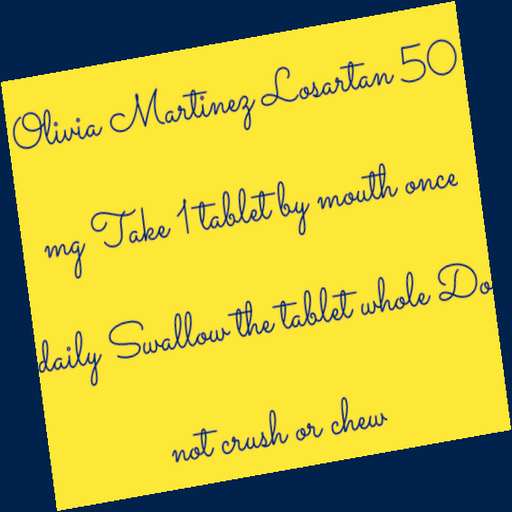 Olivia Martinez Losartan 50
mg Take 1 tablet by mouth once
daily Swallow the tablet whole Do
not crush or chew